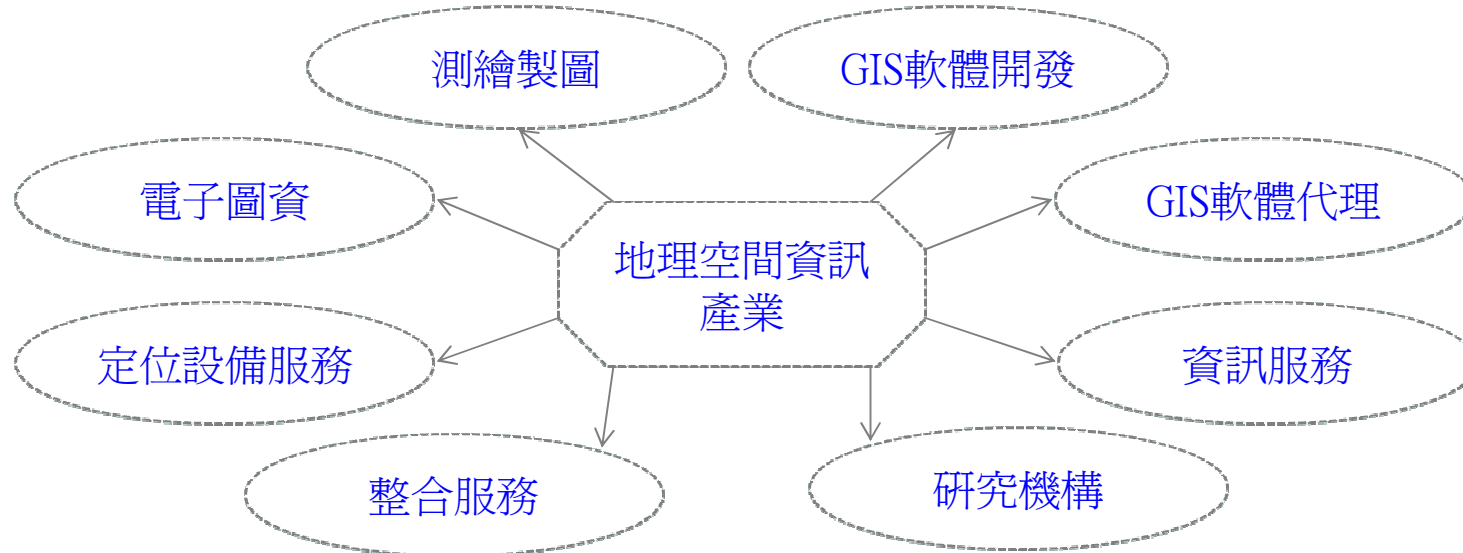 測繪製圖
GIS軟體開發
電子圖資
GIS軟體代理
地理空間資訊
產業
定位設備服務
資訊服務
整合服務
研究機構